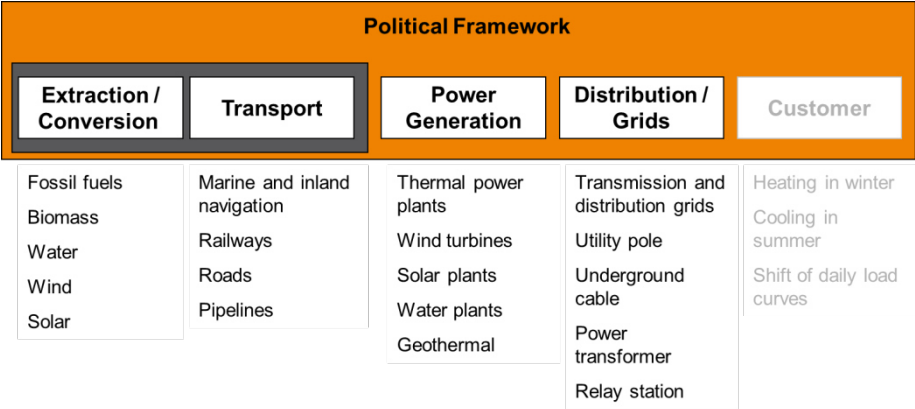 Political Framework
Extraction /
Conversion
Transport
Power
Generation
Distribution /
Grids
Customer
Fossil fuels
Biomass
Water
Wind
Solar
Marine and inland
navigation
Railways
Roads
Pipelines
Thermal power
plants
Wind turbines
Solar plants
Water plants
Geothermal
Transmission and
distribution grids
Utility pole
Underground
cable
Power
transformer
Relay station
Heating in winter
Cooling in
summer
Shift of daily load
curves